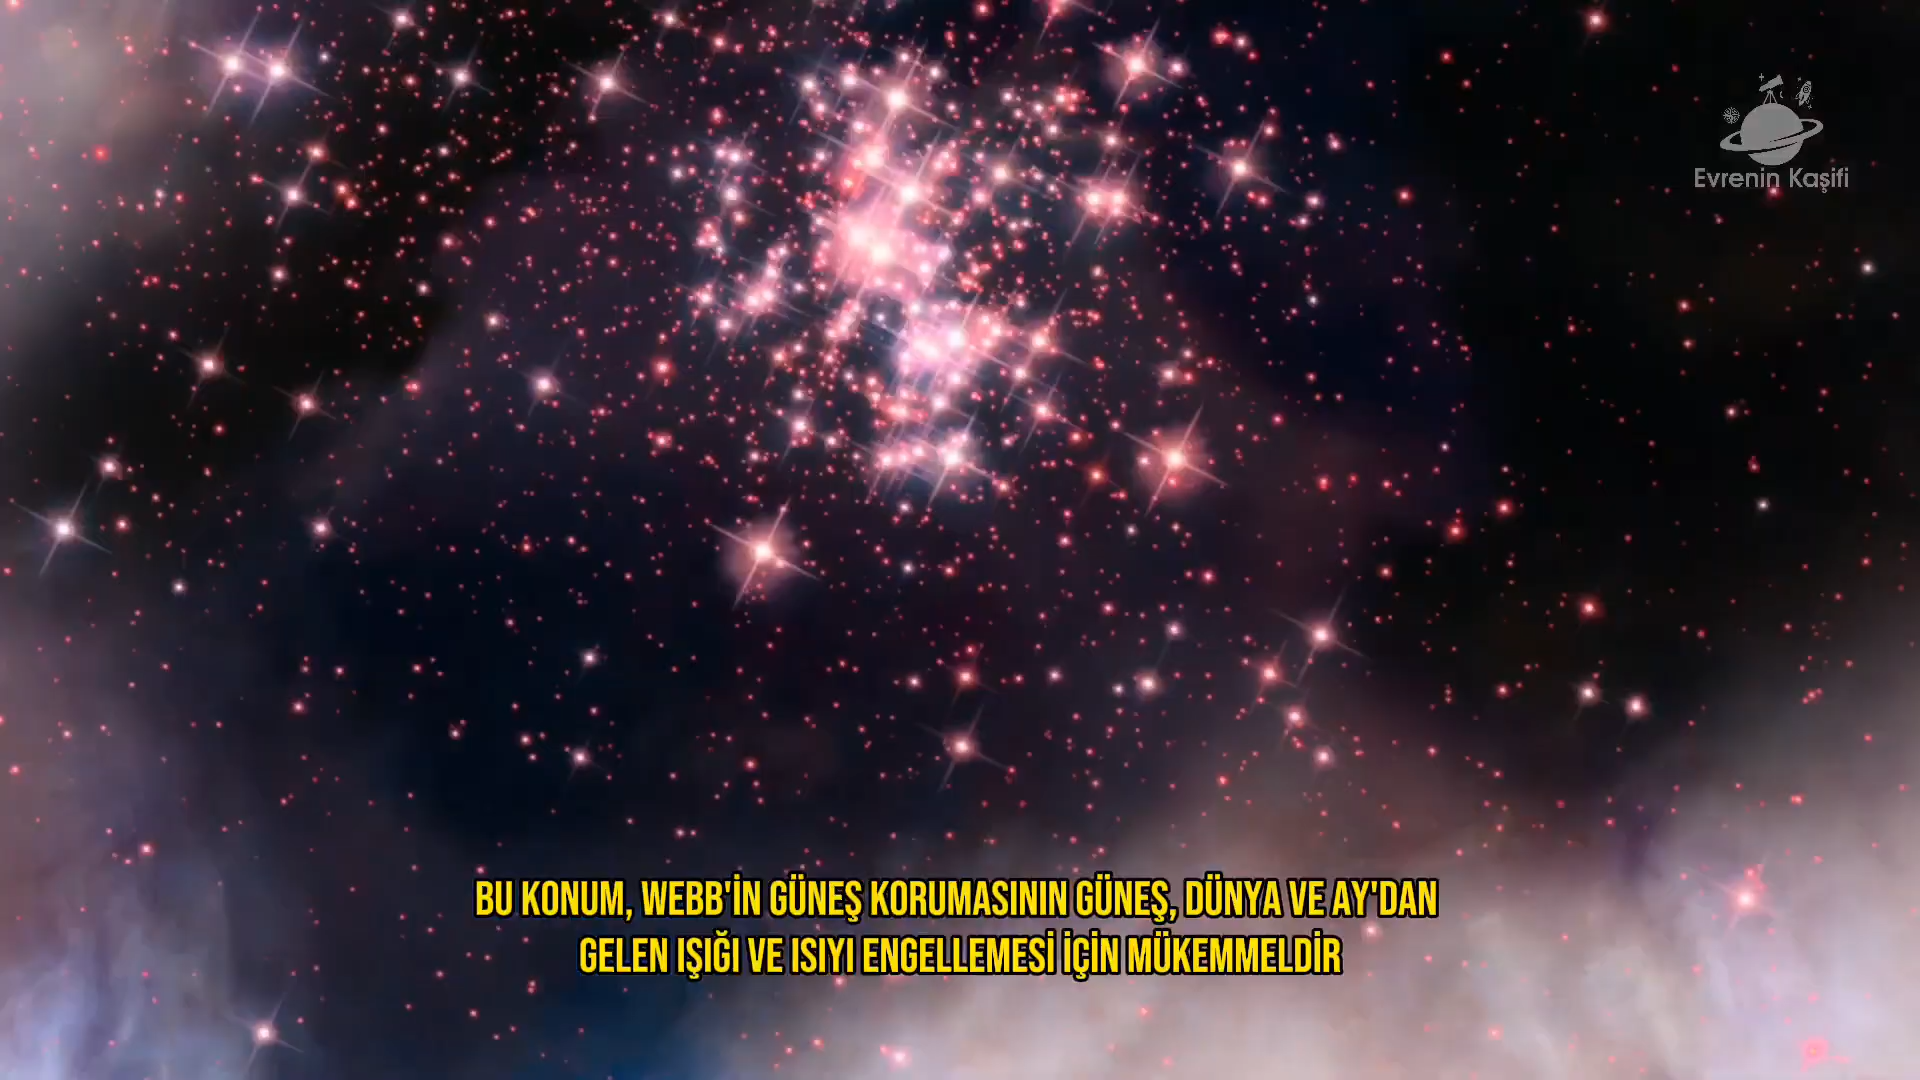 Evrenin Kaşifi
BU KONUM, WEBB'İN GÜNEŞ KORUMASININ GÜNEŞ, DÜNYA VE AY'DAN
GELEN IŞIĞI VE ISIYI ENGELLEMESİ İÇİN MÜKEMMELDİR